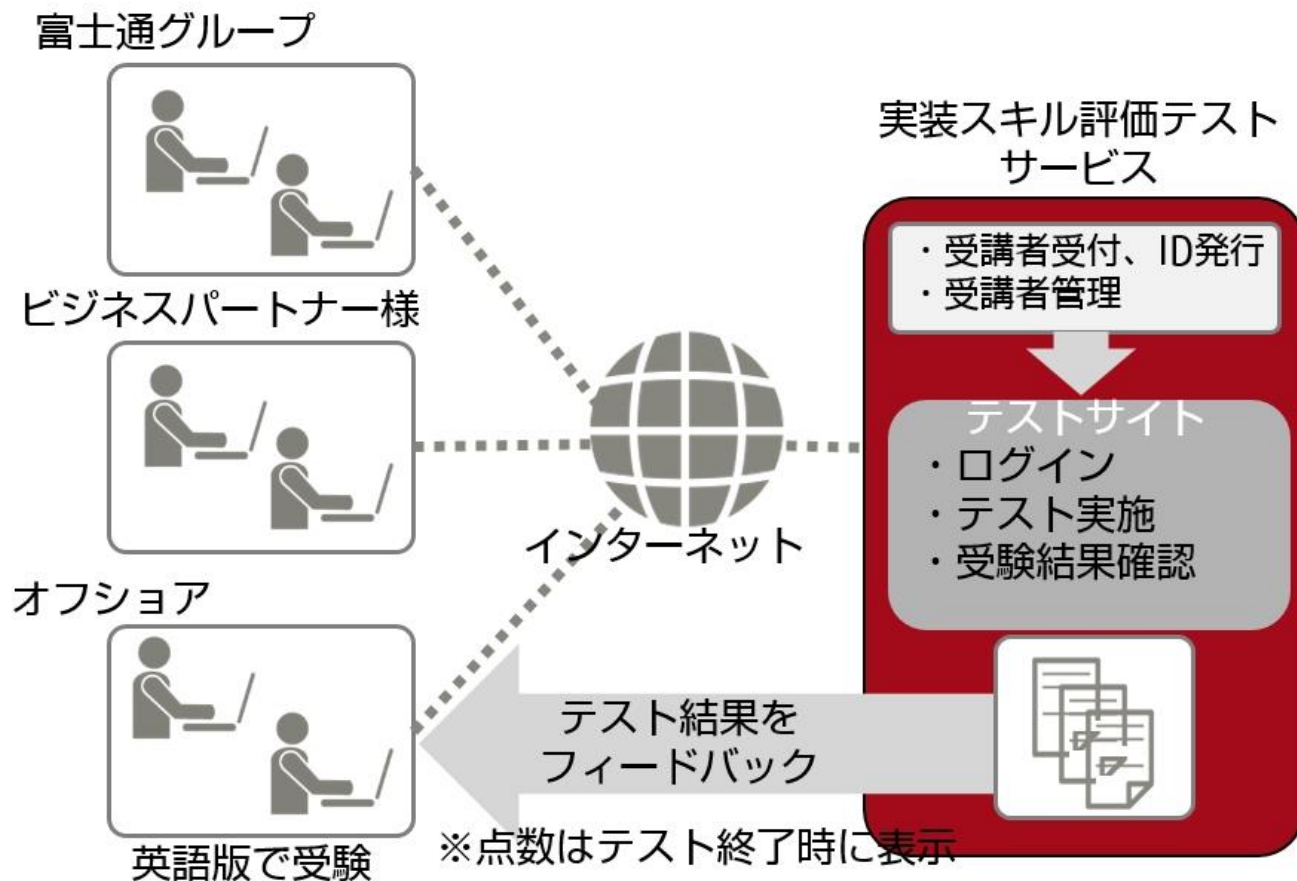 富士通グループ
ビジネスパートナー様
オフショア
英語版で受験
インターネット
実装スキル評価テスト
サービス
・受講者受付、ID発行
・受講者管理
テストサイト
・ログイン
・テスト実施
・受験結果確認
テスト結果を
フィードバック
※点数はテスト終了時に表示